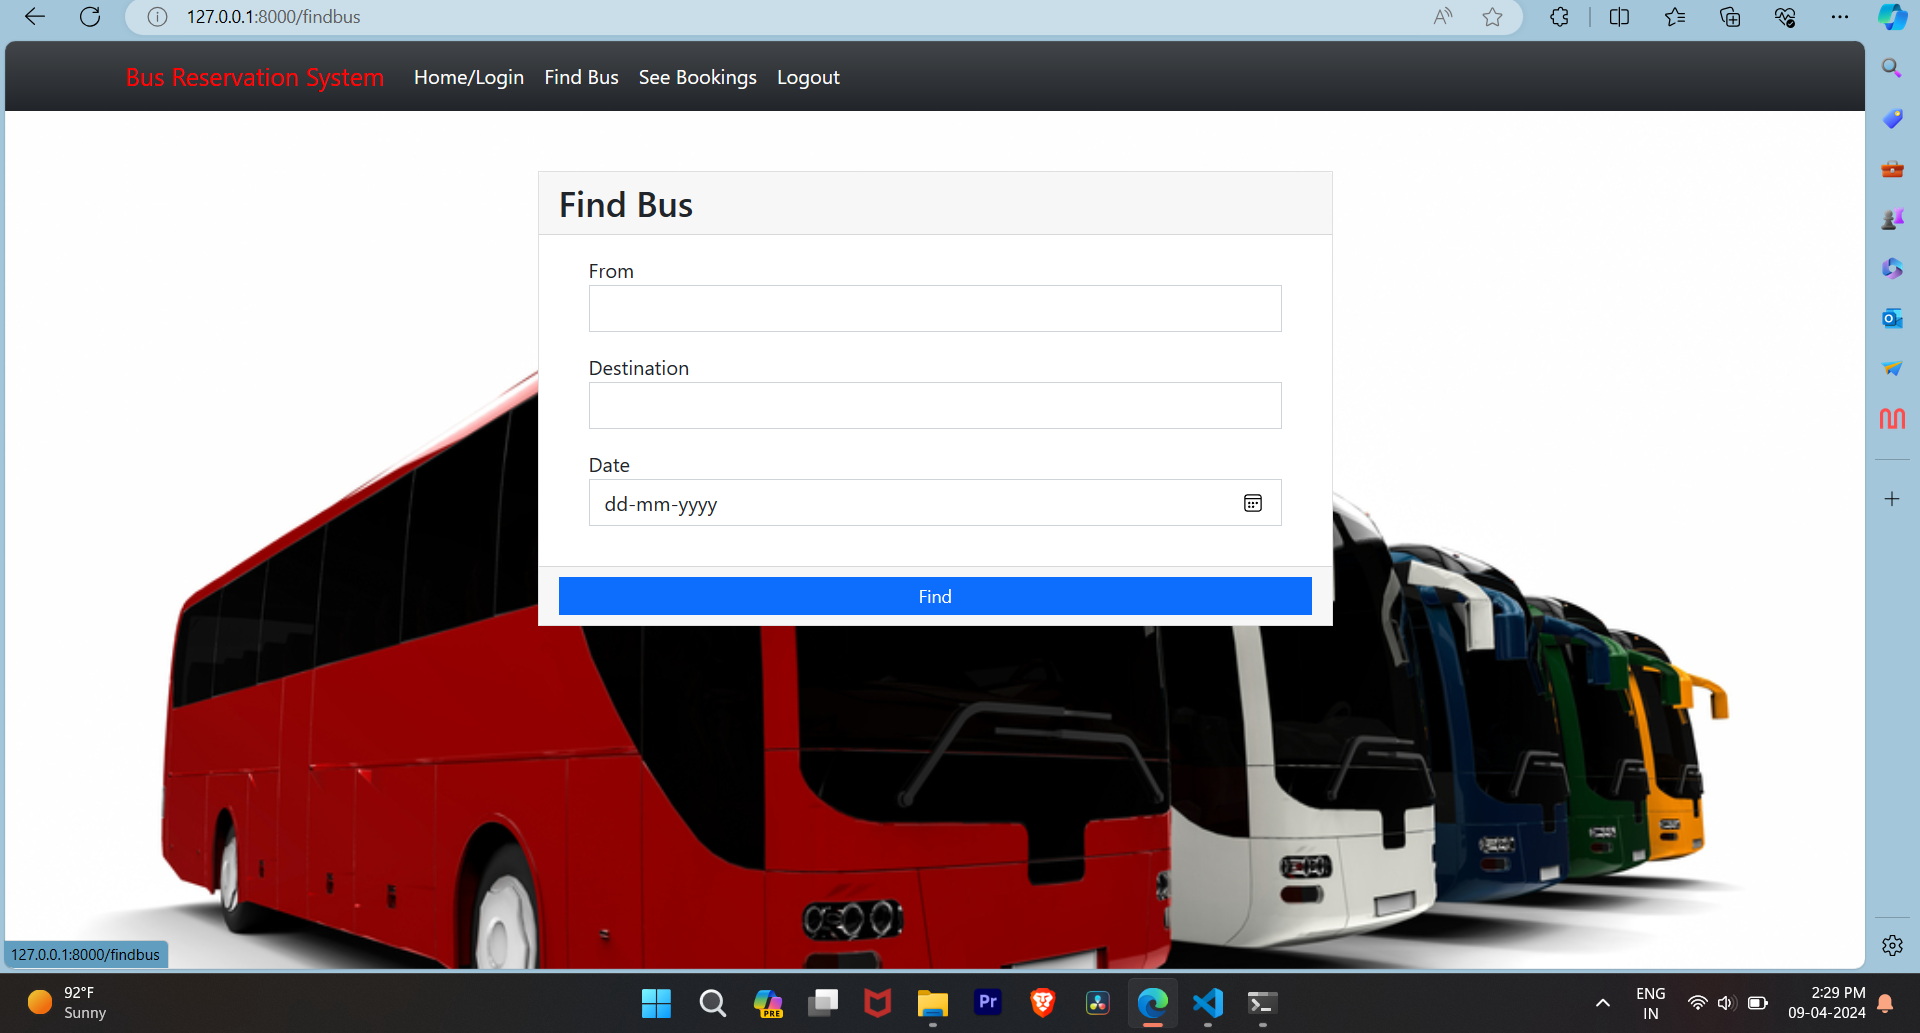 127.0.0.1:8000/findbus
Bus Reservation System Home/Login Find Bus See Bookings Logout
Find Bus
From
Destination
Date
dd-mm-yyyy
Find
127.0.0.1:8000/findbus
92°F
Sunny
PRE
Pr
ENG
IN
2:29 PM
09-04-2024